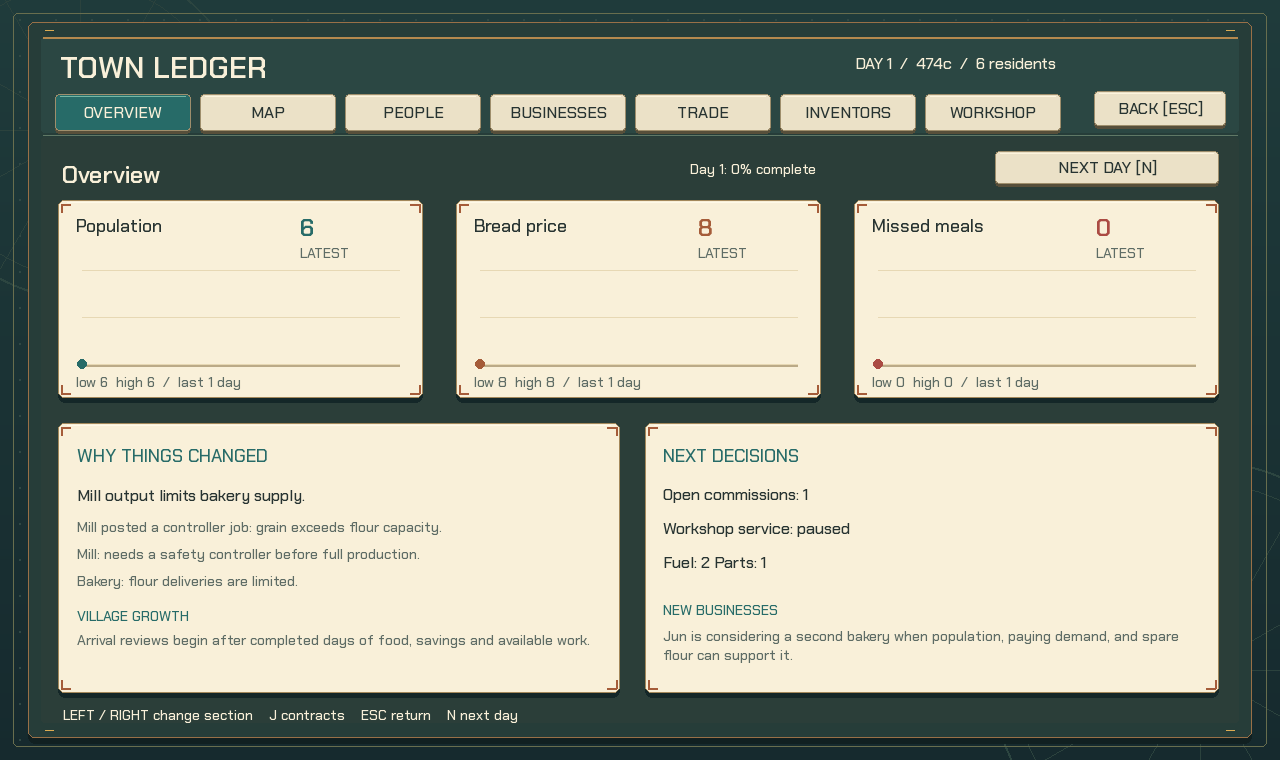 TOWN LEDGER
DAY 1 / 474c / 6 residents
OVERVIEW
MAP
PEOPLE
BUSINESSES
TRADE
INVENTORS
WORKSHOP
BACK [ESC]
Overview
Day 1: 0% complete
NEXT DAY [N]
Population
6
LATEST
low 6 high 6 / last 1 day
Bread price
8
LATEST
low 8 high 8 / last 1 day
Missed meals
0
LATEST
low 0 high 0 / last 1 day
WHY THINGS CHANGED
Mill output limits bakery supply.
Mill posted a controller job: grain exceeds flour capacity.
Mill: needs a safety controller before full production.
Bakery: flour deliveries are limited.
VILLAGE GROWTH
Arrival reviews begin after completed days of food, savings and available work.
NEXT DECISIONS
Open commissions: 1
Workshop service: paused
Fuel: 2 Parts: 1
NEW BUSINESSES
Jun is considering a second bakery when population, paying demand, and spare
flour can support it.
LEFT / RIGHT change section J contracts ESC return N next day